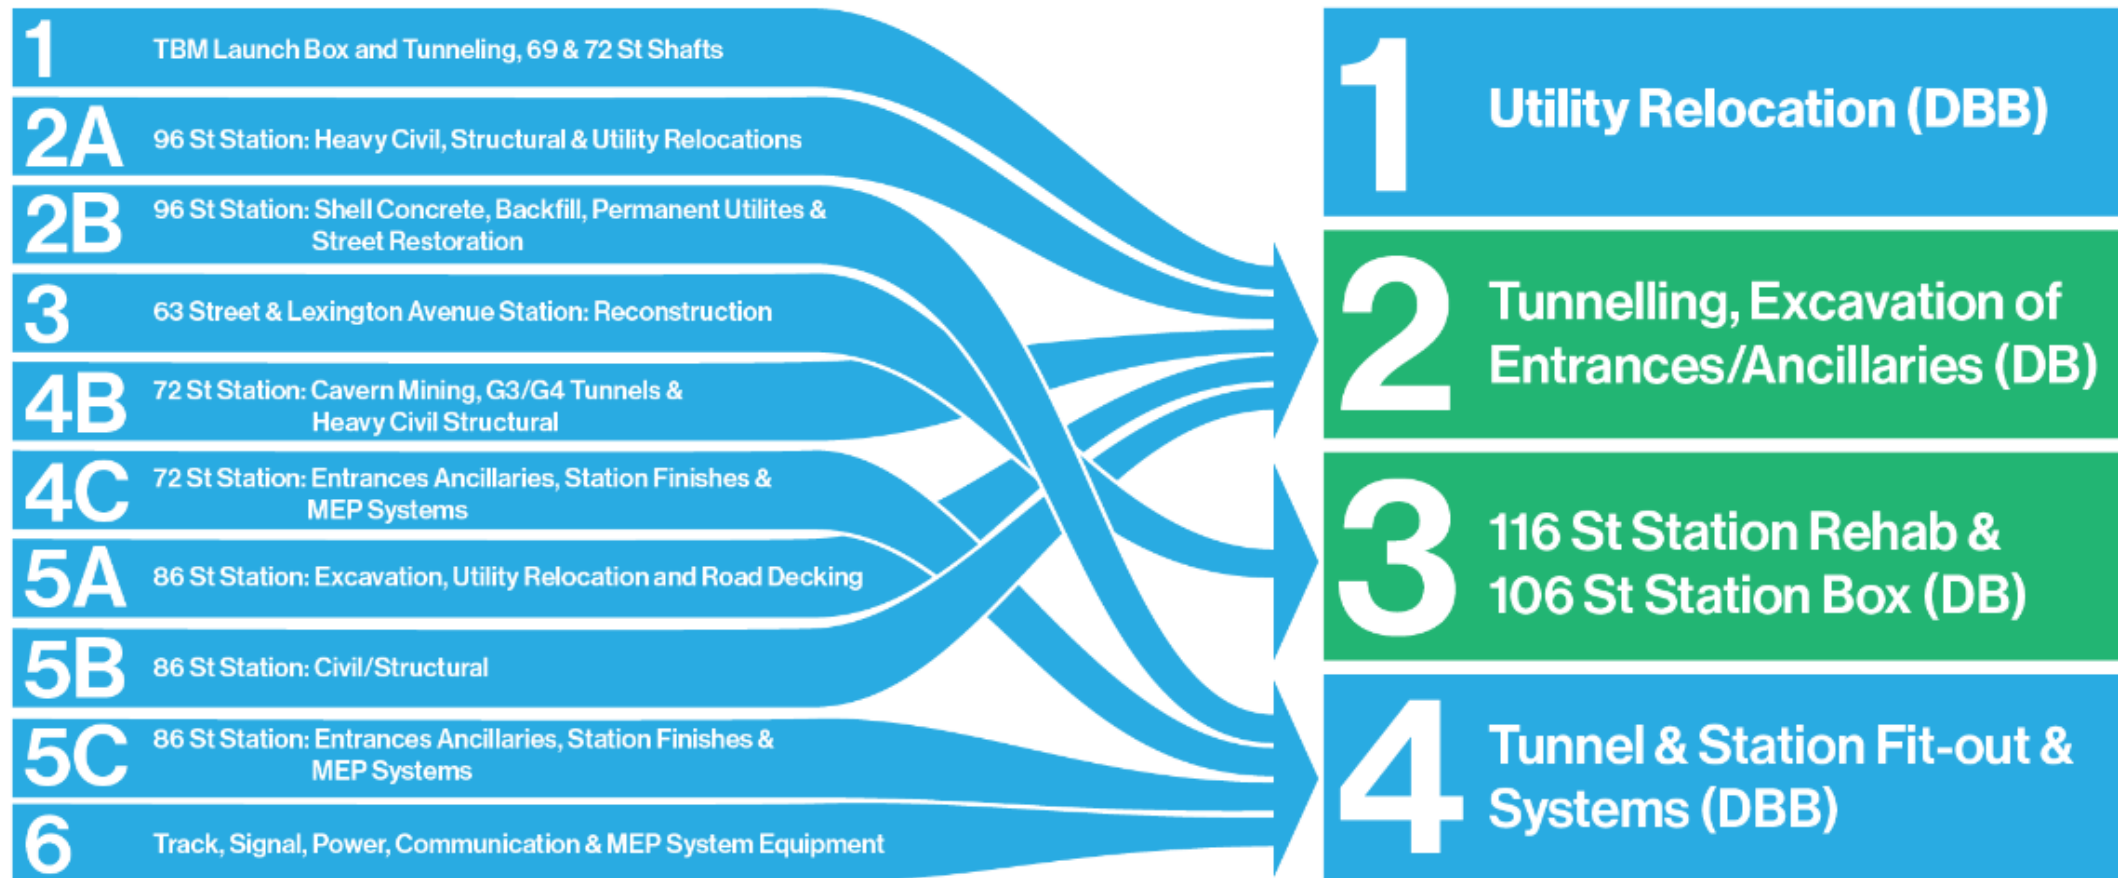 1
TBM Launch Box and Tunneling, 69 & 72 St Shafts
2A
96 St Station: Heavy Civil, Structural & Utility Relocations
2B
96 St Station: Shell Concrete, Backfill, Permanent Utilites &
Street Restoration
3
63 Street & Lexington Avenue Station: Reconstruction
4B
72 St Station: Cavern Mining, G3/G4 Tunnels &
Heavy Civil Structural
4C
72 St Station: Entrances Ancillaries, Station Finishes &
MEP Systems
5A
86 St Station: Excavation, Utility Relocation and Road Decking
5B
86 St Station: Civil/Structural
5C
86 St Station: Entrances Ancillaries, Station Finishes &
MEP Systems
6
Track, Signal, Power, Communication & MEP System Equipment
1
Utility Relocation (DBB)
2
Tunnelling, Excavation of
Entrances/Ancillaries (DB)
3
116 St Station Rehab &
106 St Station Box (DB)
4
Tunnel & Station Fit-out &
Systems (DBB)